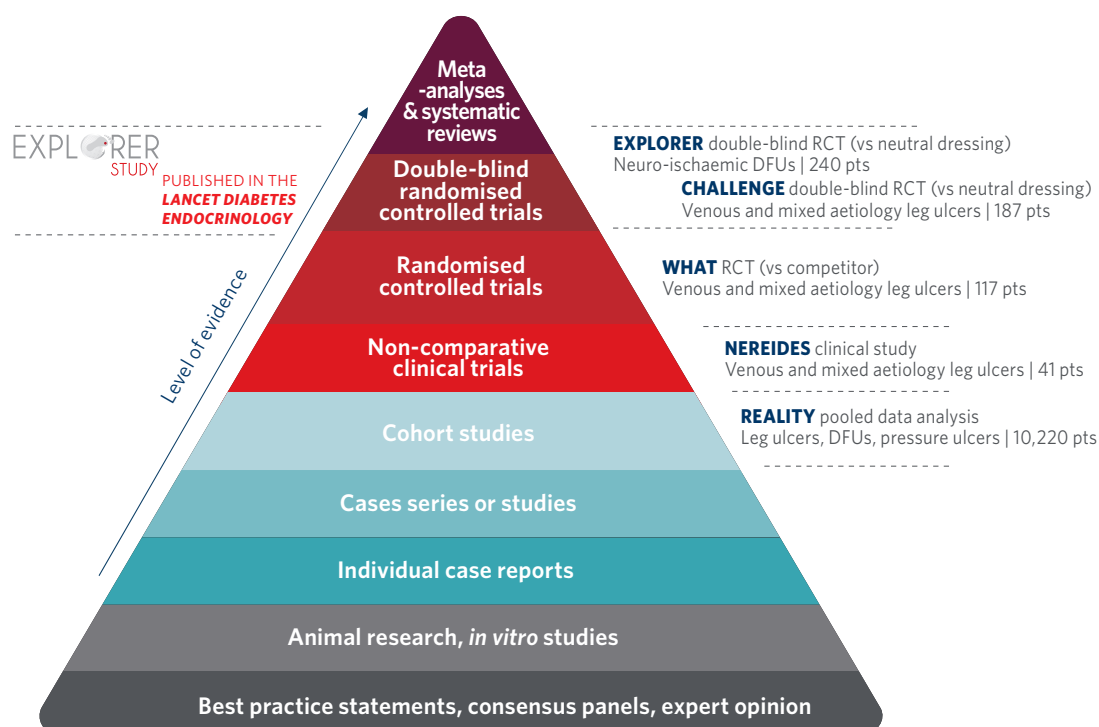 Meta
-analyses
& systematic
reviews
EXPLORER
STUDY
PUBLISHED IN THE
LANCET DIABETES
ENDOCRINOLOGY
Double-blind
randomised
controlled trials
EXPLORER double-blind RCT (vs neutral dressing)
Neuro-ischaemic DFUs | 240 pts
CHALLENGE double-blind RCT (vs neutral dressing)
Venous and mixed aetiology leg ulcers | 187 pts
Level of evidence
Randomised
controlled trials
WHAT RCT (vs competitor)
Venous and mixed aetiology leg ulcers | 117 pts
Non-comparative
clinical trials
NEREIDES clinical study
Venous and mixed aetiology leg ulcers | 41 pts
Cohort studies
REALITY pooled data analysis
Leg ulcers, DFUs, pressure ulcers | 10,220 pts
Cases series or studies
Individual case reports
Animal research, in vitro studies
Best practice statements, consensus panels, expert opinion